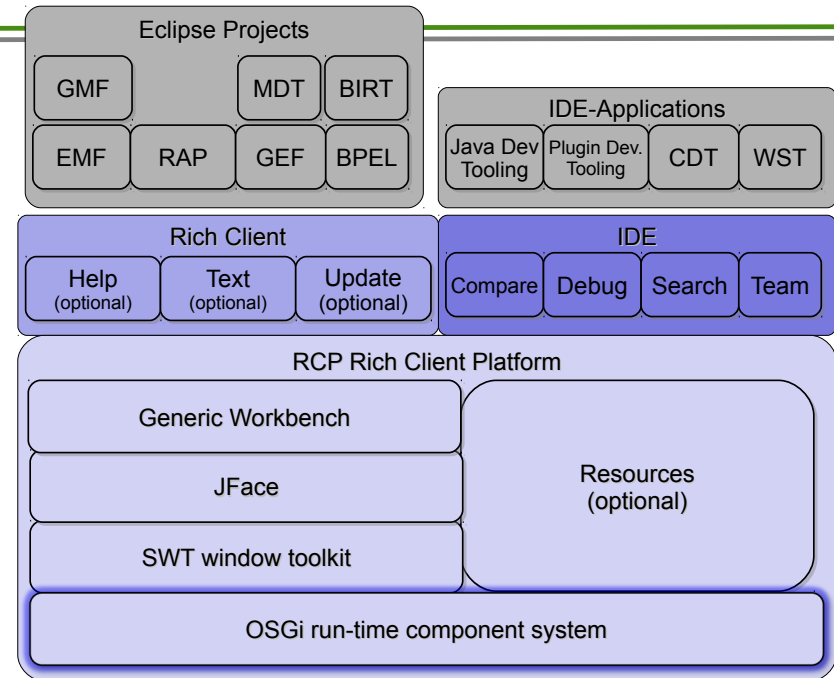 Eclipse Projects
GMF
MDT
BIRT
EMF
RAP
GEF
BPEL
IDE-Applications
Java Dev
Tooling
Plugin Dev.
Tooling
CDT
WST
Rich Client
Help
(optional)
Text
(optional)
Update
(optional)
IDE
Compare
Debug
Search
Team
RCP Rich Client Platform
Generic Workbench
JFace
SWT window toolkit
Resources
(optional)
OSGi run-time component system